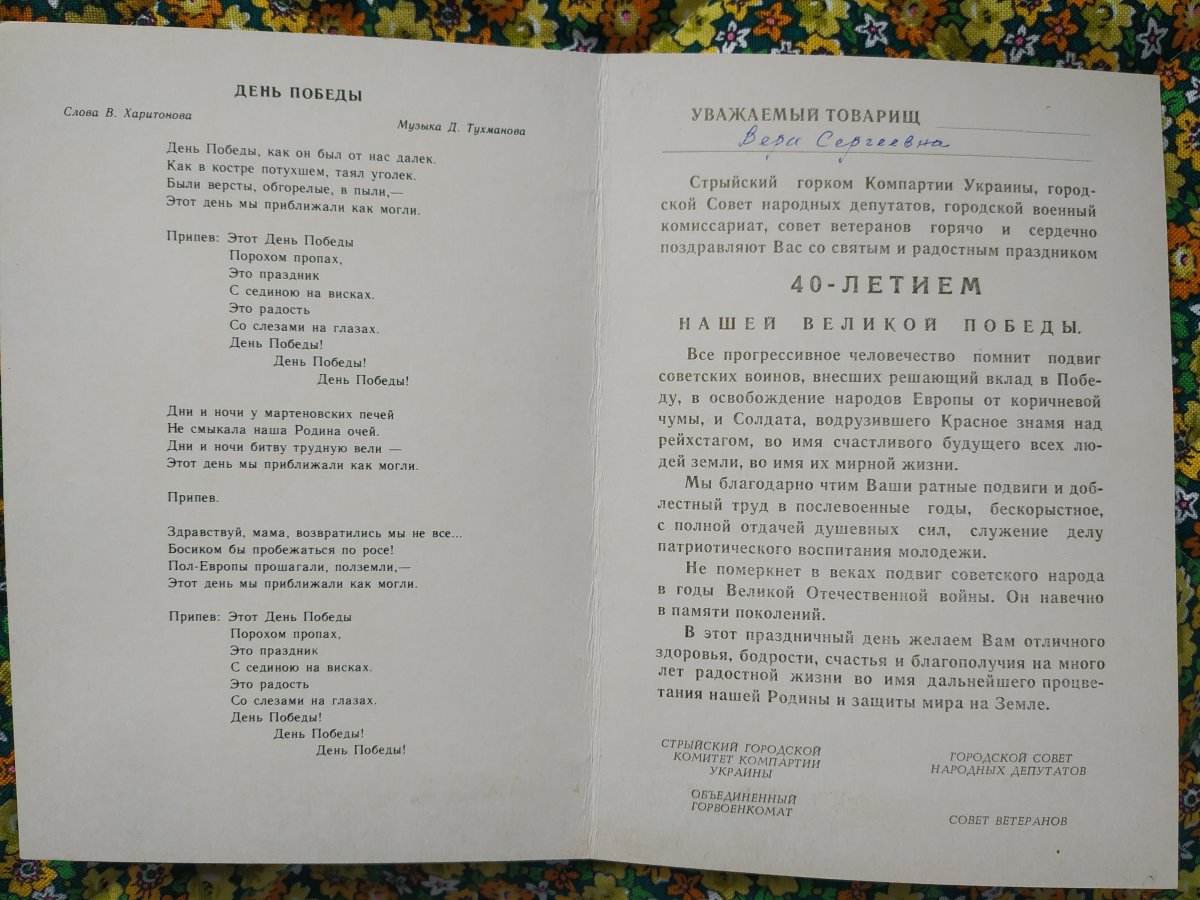 ДЕНЬ ПОБЕДЫ
Слова В. Харитонова
Музыка Д. Тухманова
День Победы, как он был от нас далек.
Как в костре потухшем, таял уголек.
Были версты, обгорелые, в пыли,—
Этот день мы приближали как могли.
Припев: Этот День Победы
Порохом пропах,
Это праздник
С сединою на висках.
Это радость
Со слезами на глазах.
День Победы!
День Победы!
День Победы!
Дни и ночи у мартеновских печей
Не смыкала наша Родина очей.
Дни и ночи битву трудную вели —
Этот день мы приближали как могли.
Припев.
Здравствуй, мама, возвратились мы не все...
Босиком бы пробежаться по росе!
Пол-Европы прошагали, полземли,—
Этот день мы приближали как могли.
Припев: Этот День Победы
Порохом пропах,
Это праздник
С сединою на висках.
Это радость
Со слезами на глазах.
День Победы!
День Победы!
День Победы!
УВАЖАЕМЫЙ ТОВАРИЩ
Вера Сергеевна
Стрыйский горком Компартии Украины, город-
ской Совет народных депутатов, городской военный
комиссариат, совет ветеранов горячо и сердечно
поздравляют Вас со святым и радостным праздником
40-ЛЕТИЕМ
НАШЕЙ ВЕЛИКОЙ ПОБЕДЫ.
Все прогрессивное человечество помнит подвиг
советских воинов, внесших решающий вклад в Побе-
ду, в освобождение народов Европы от коричневой
чумы, и Солдата, водрузившего Красное знамя над
рейхстагом, во имя счастливого будущего всех лю-
дей земли, во имя их мирной жизни.
Мы благодарно чтим Ваши ратные подвиги и доб-
лестный труд в послевоенные годы, бескорыстное,
с полной отдачей душевных сил, служение делу
патриотического воспитания молодежи.
Не померкнет в веках подвиг советского народа
в годы Великой Отечественной войны. Он навечно
в памяти поколений.
В этот праздничный день желаем Вам отличного
здоровья, бодрости, счастья и благополучия на много
лет радостной жизни во имя дальнейшего процве-
тания нашей Родины и защиты мира на Земле.
СТРЫЙСКИЙ ГОРОДСКОЙ
КОМИТЕТ КОМПАРТИИ
УКРАИНЫ
ГОРОДСКОЙ СОВЕТ
НАРОДНЫХ ДЕПУТАТОВ
ОБЪЕДИНЕННЫЙ
ГОРВОЕНКОМАТ
СОВЕТ ВЕТЕРАНОВ